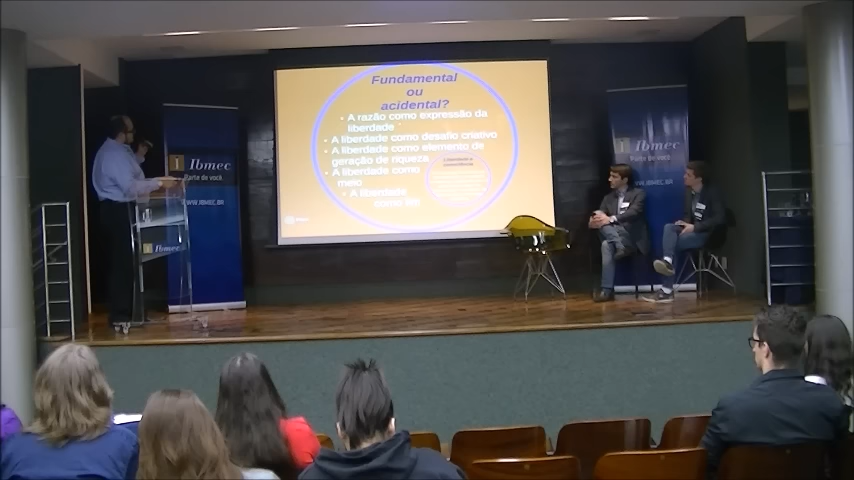 Fundamental
ou
acidental?
• A razão como expressão da
liberdade
• A liberdade como desafio criativo
• A liberdade como elemento de
geração de riqueza
• A liberdade como
meio
• A liberdade
como
i Ibmec
Parte de você
WWW.IBMEC.BR
i Ibmec
i Ibmec
Parte de você
WWW.IBMEC.BR